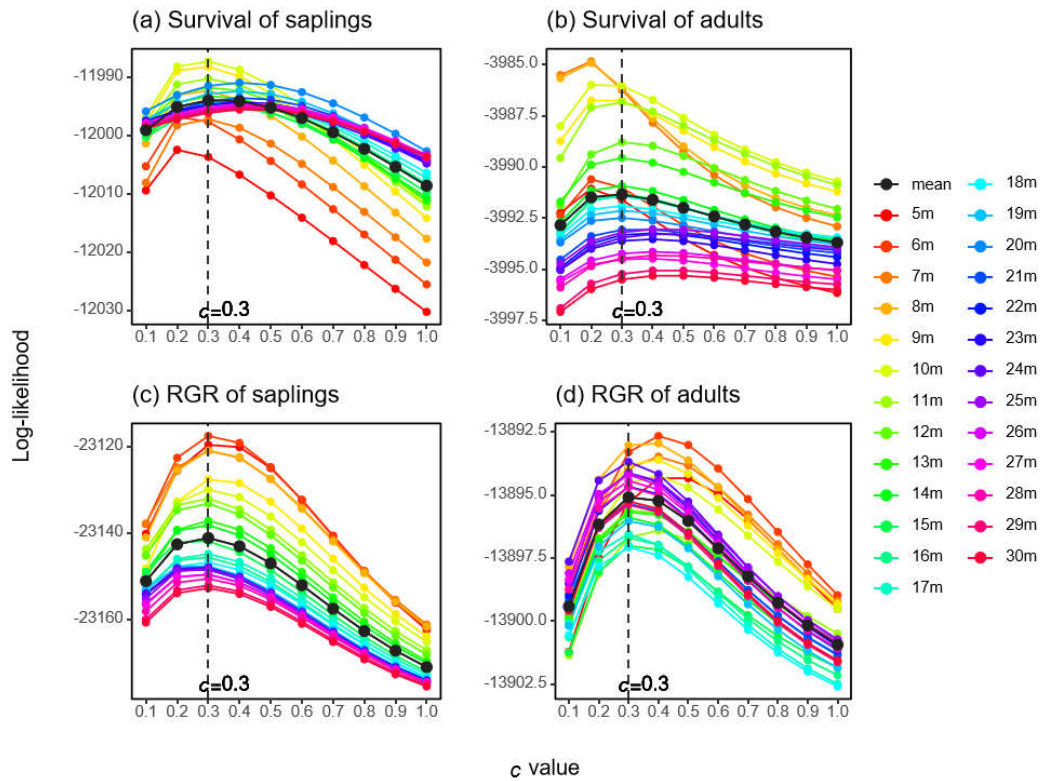 (a) Survival of saplings
(b) Survival of adults
-11990
-12000
-12010
-12020
-12030
c=0.3
0.1 0.2 0.3 0.4 0.5 0.6 0.7 0.8 0.9 1.0
-3985.0
-3987.5
-3990.0
-3992.5
-3995.0
-3997.5
c=0.3
0.1 0.2 0.3 0.4 0.5 0.6 0.7 0.8 0.9 1.0
Log-likelihood
(c) RGR of saplings
(d) RGR of adults
-23120
-23140
-23160
c=0.3
0.1 0.2 0.3 0.4 0.5 0.6 0.7 0.8 0.9 1.0
-13892.5
-13895.0
-13897.5
-13900.0
-13902.5
c=0.3
0.1 0.2 0.3 0.4 0.5 0.6 0.7 0.8 0.9 1.0
c value
mean
5m
6m
7m
8m
9m
10m
11m
12m
13m
14m
15m
16m
17m
18m
19m
20m
21m
22m
23m
24m
25m
26m
27m
28m
29m
30m